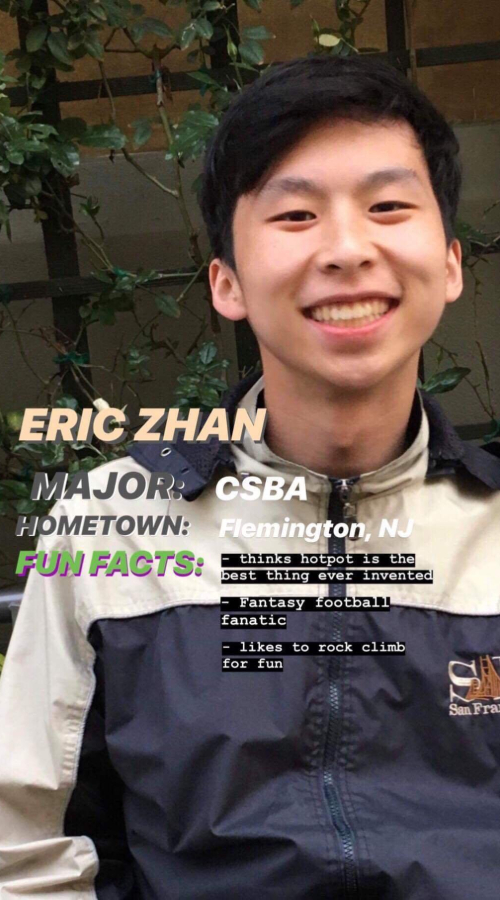 ERIC ZHAN
MAJOR: CSBA
HOMETOWN: Flemington, NJ
FUN FACTS: - thinks hotpot is the
best thing ever invented
- Fantasy football
fanatic
- likes to rock climb
for fun
San